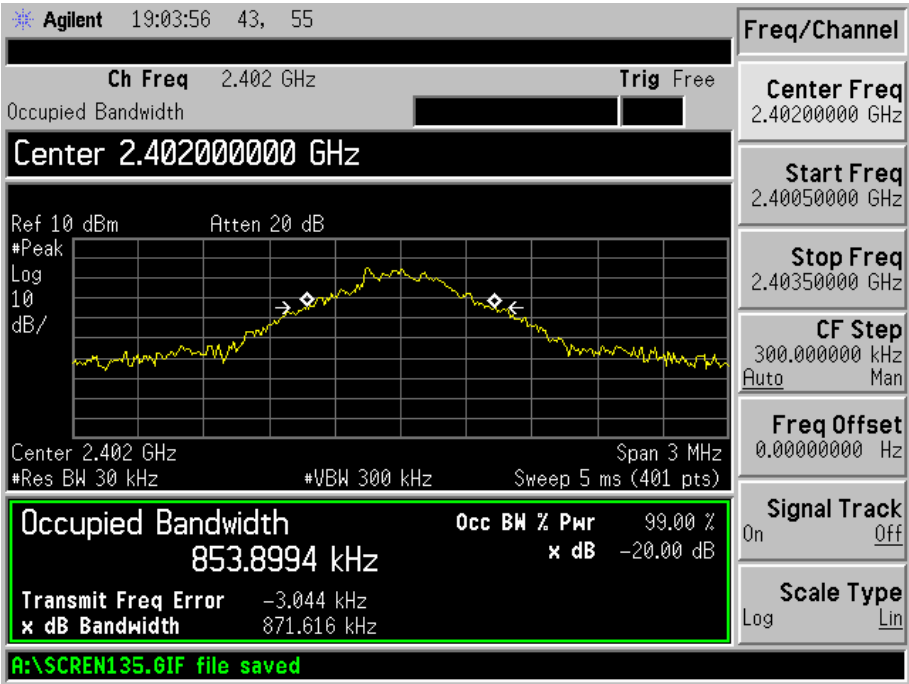 Agilent 19:03:56 43, 55
Ch Freq 2.402 GHz Trig Free
Occupied Bandwidth
Center 2.402000000 GHz
Ref 10 dBm Atten 20 dB
#Peak
Log
10
dB/
Center 2.402 GHz Span 3 MHz
#Res BW 30 kHz #VBW 300 kHz Sweep 5 ms (401 pts)
Occupied Bandwidth
853.8994 kHz
Occ BW % Pwr 99.00 %
x dB -20.00 dB
Transmit Freq Error -3.044 kHz
x dB Bandwidth 871.616 kHz
A:\SCREN135.GIF file saved
Freq/Channel
Center Freq
2.40200000 GHz
Start Freq
2.40050000 GHz
Stop Freq
2.40350000 GHz
CF Step
300.000000 kHz
Auto Man
Freq Offset
0.00000000 Hz
Signal Track
On Off
Scale Type
Log Lin